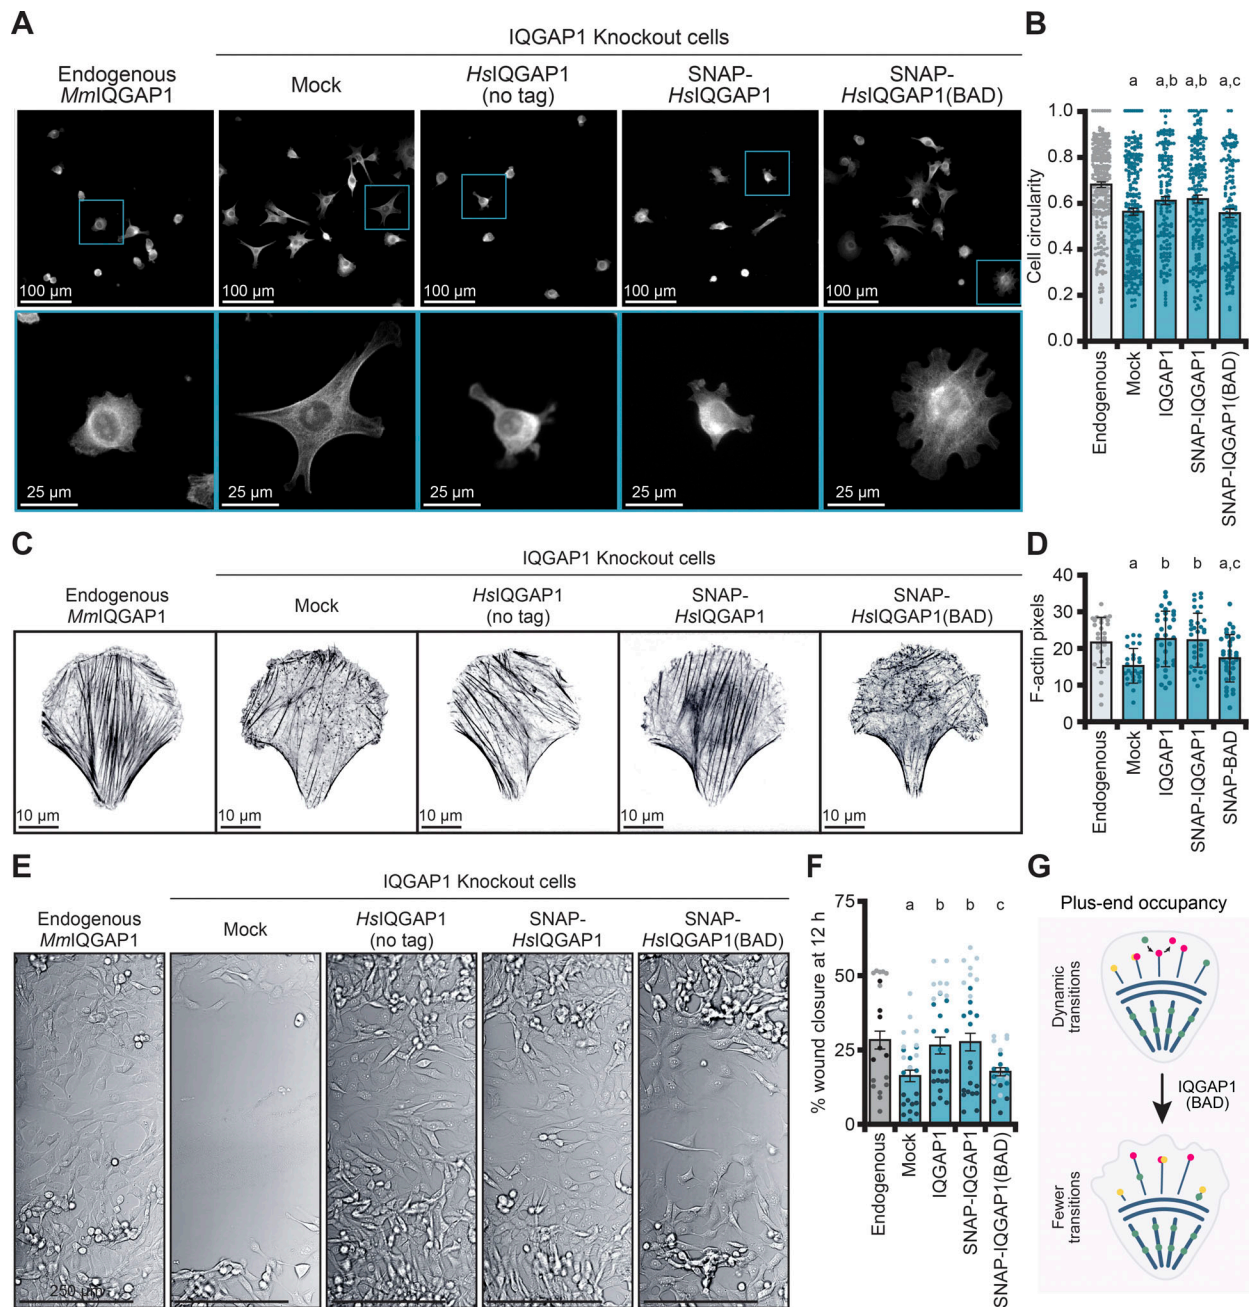 A
IQGAP1 Knockout cells
Endogenous
MmIQGAP1
Mock
HsIQGAP1
(no tag)
SNAP-
HsIQGAP1
SNAP-
HsIQGAP1(BAD)
100 µm
100 µm
100 µm
100 µm
100 µm
25 µm
25 µm
25 µm
25 µm
25 µm
B
a
a,b
a,b
a,c
Cell circularity
1.0
0.8
0.6
0.4
0.2
0.0
Endogenous
Mock
IQGAP1
SNAP-IQGAP1
SNAP-IQGAP1(BAD)
C
IQGAP1 Knockout cells
Endogenous
MmIQGAP1
Mock
HsIQGAP1
(no tag)
SNAP-
HsIQGAP1
SNAP-
HsIQGAP1(BAD)
10 µm
10 µm
10 µm
10 µm
10 µm
D
a
b
b
a,c
F-actin pixels
40
30
20
10
0
Endogenous
Mock
IQGAP1
SNAP-IQGAP1
SNAP-BAD
E
IQGAP1 Knockout cells
Endogenous
MmIQGAP1
Mock
HsIQGAP1
(no tag)
SNAP-
HsIQGAP1
SNAP-
HsIQGAP1(BAD)
250 µm
F
a
b
b
c
% wound closure at 12 h
75
50
25
0
Endogenous
Mock
IQGAP1
SNAP-IQGAP1
SNAP-IQGAP1(BAD)
G
Plus-end occupancy
Dynamic
transitions
IQGAP1
(BAD)
Fewer
transitions